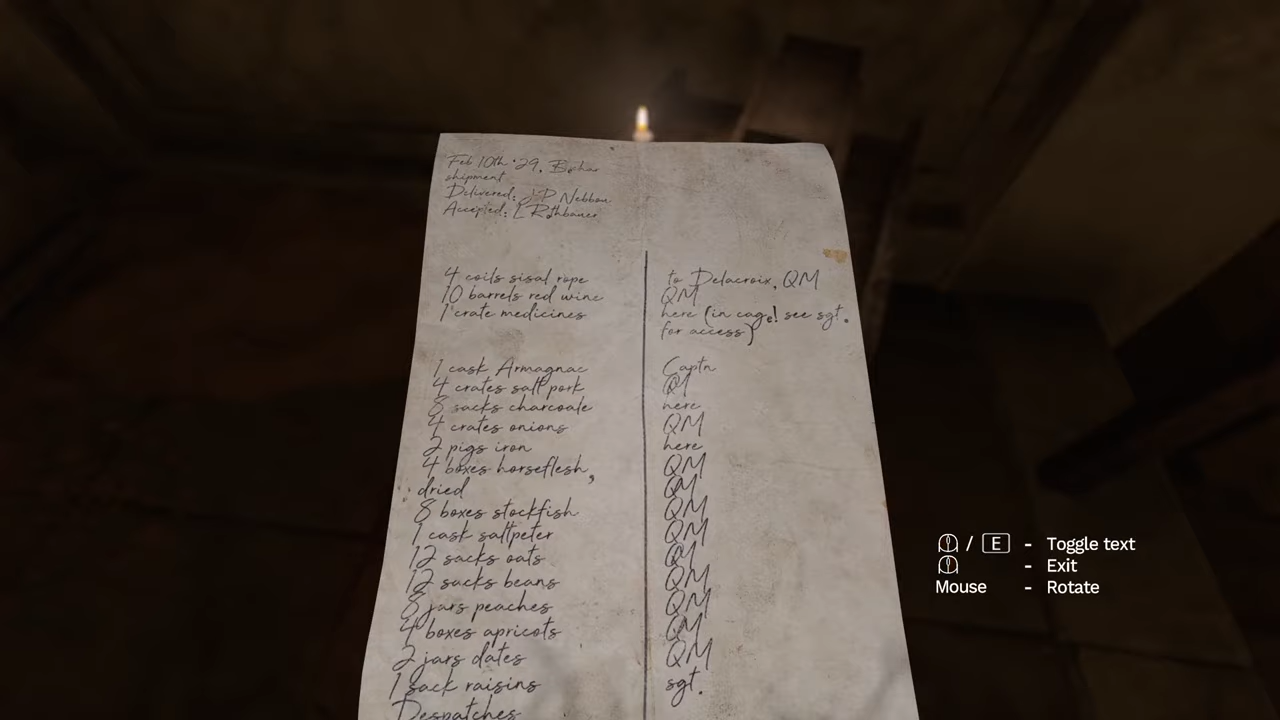 Feb 10th '29,
shipment
Delivered: J-P Nebbou
Accepted: L
4 coils sisal rope to Delacroix, QM
10 barrels red wine QM
1 crate medicines here (in cage! see sgt.
for access)
1 cask Armagnac Captn
4 crates salt pork QM
8 sacks charcoale here
4 crates onions QM
2 pigs iron here
4 boxes horseflesh, QM
dried QM
8 boxes stockfish QM
1 cask saltpeter QM
12 sacks oats QM
12 sacks beans QM
8 jars peaches QM
4 boxes apricots QM
2 jars dates QM
1 sack raisins sgt.
Despatches
/ E - Toggle text
- Exit
Mouse - Rotate